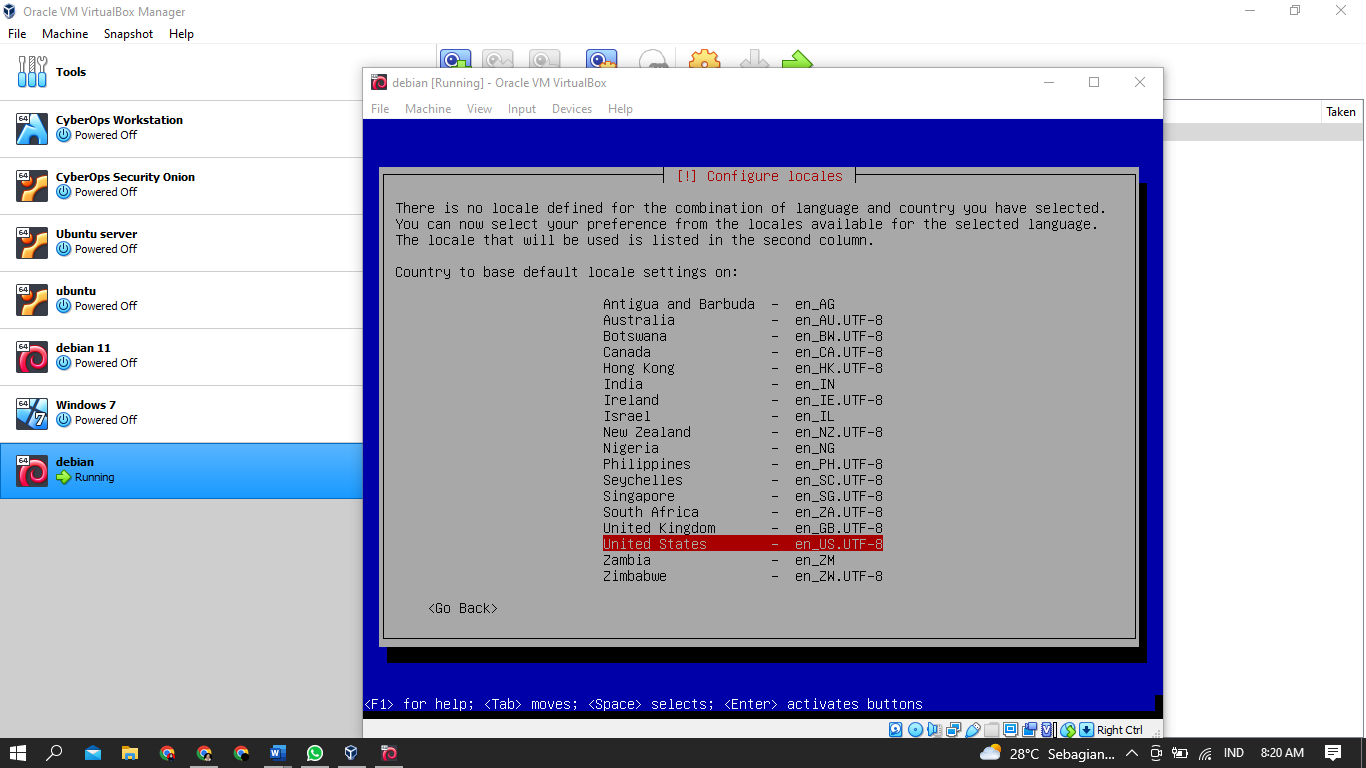 Oracle VM VirtualBox Manager
File Machine Snapshot Help
Tools
64
CyberOps Workstation
Powered Off
64
CyberOps Security Onion
Powered Off
64
Ubuntu server
Powered Off
64
ubuntu
Powered Off
64
debian 11
Powered Off
64
7
Windows 7
Powered Off
64
debian
Running
Taken
debian [Running] - Oracle VM VirtualBox
File Machine View Input Devices Help
[!] Configure locales
There is no locale defined for the combination of language and country you have selected.
You can now select your preference from the locales available for the selected language.
The locale that will be used is listed in the second column.
Country to base default locale settings on:
Antigua and Barbuda - en_AG
Australia - en_AU.UTF-8
Botswana - en_BW.UTF-8
Canada - en_CA.UTF-8
Hong Kong - en_HK.UTF-8
India - en_IN
Ireland - en_IE.UTF-8
Israel - en_IL
New Zealand - en_NZ.UTF-8
Nigeria - en_NG
Philippines - en_PH.UTF-8
Seychelles - en_SC.UTF-8
Singapore - en_SG.UTF-8
South Africa - en_ZA.UTF-8
United Kingdom - en_GB.UTF-8
United States - en_US.UTF-8
Zambia - en_ZM
Zimbabwe - en_ZW.UTF-8
<Go Back>
<F1> for help; <Tab> moves; <Space> selects; <Enter> activates buttons
Right Ctrl
28°C Sebagian... IND 8:20 AM